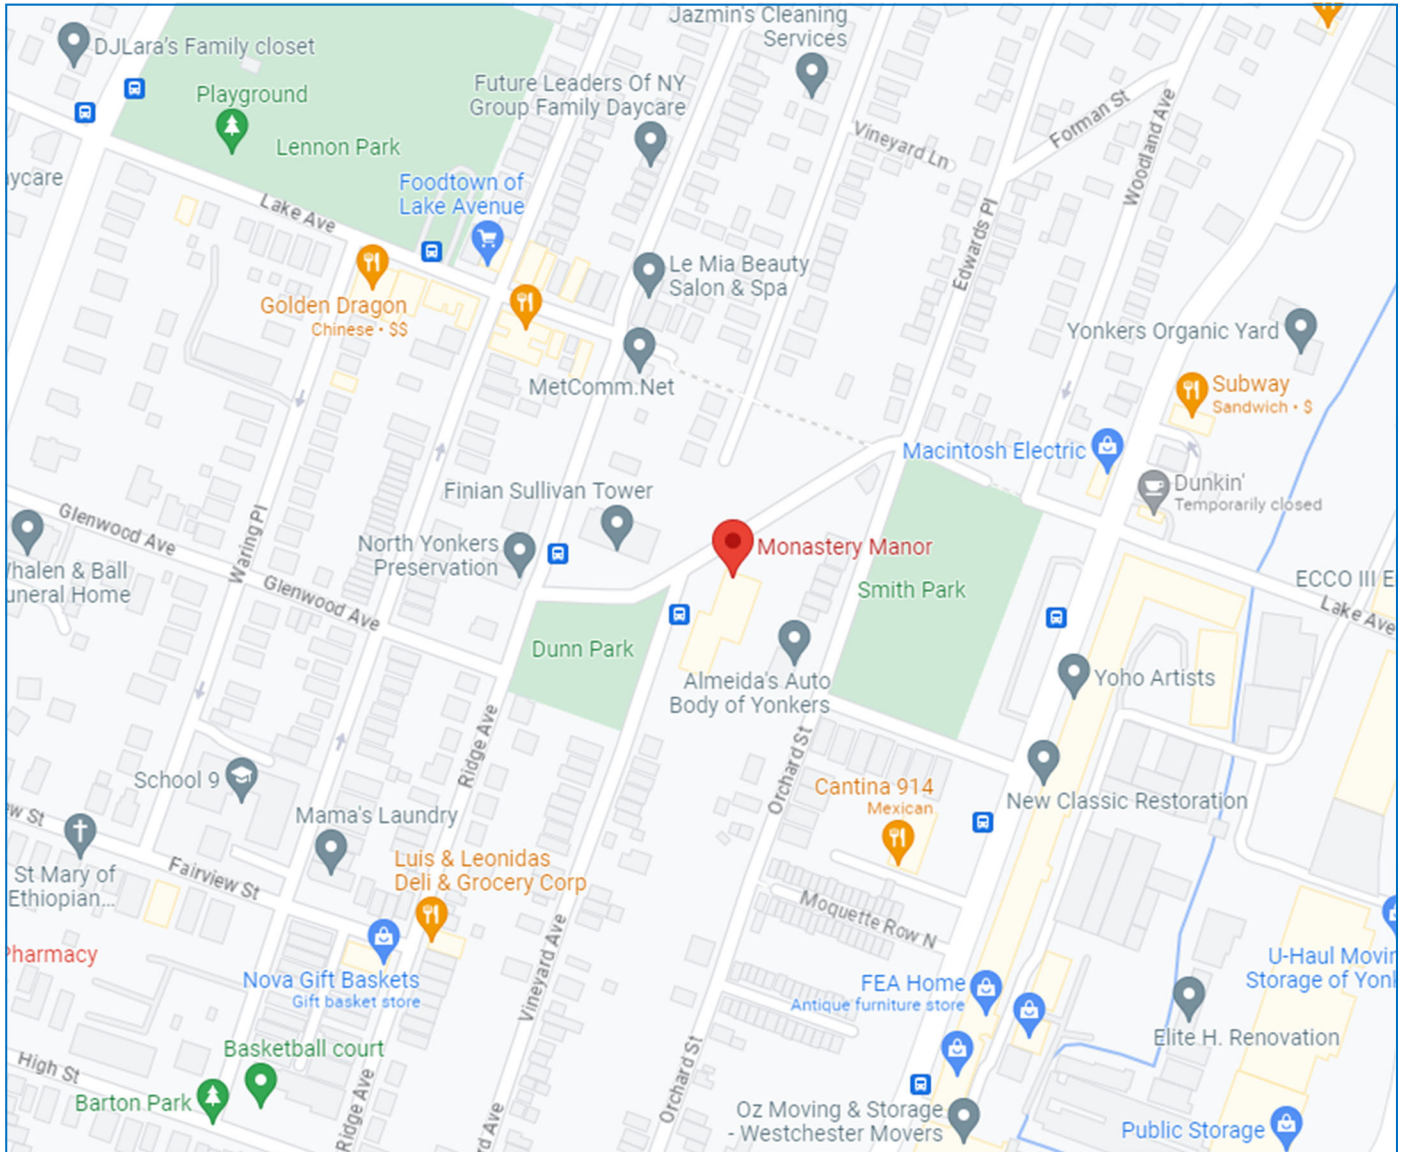 Jazmin's Cleaning
Services
DJLara's Family closet
Future Leaders Of NY
Group Family Daycare
Playground
Lennon Park
Vineyard Ln
Forman St
Woodland Ave
Foodtown of
Lake Avenue
Lake Ave
Edwards Pl
Le Mia Beauty
Salon & Spa
Golden Dragon
Chinese • $$
Yonkers Organic Yard
MetComm.Net
Subway
Sandwich • $
Macintosh Electric
Dunkin'
Temporarily closed
Finian Sullivan Tower
Glenwood Ave
Waring Pl
North Yonkers
Preservation
Monastery Manor
Smith Park
Whalen & Ball
uneral Home
Glenwood Ave
ECCO III E
Lake Ave
Dunn Park
Almeida's Auto
Body of Yonkers
Yoho Artists
Ridge Ave
Orchard St
School 9
Cantina 914
Mexican
New Classic Restoration
Mama's Laundry
ew St
Fairview St
Luis & Leonidas
Deli & Grocery Corp
St Mary of
Ethiopian...
Moquette Row N
Pharmacy
Nova Gift Baskets
Gift basket store
Vineyard Ave
FEA Home
Antique furniture store
U-Haul Movin
Storage of Yonk
Elite H. Renovation
Basketball court
High St
Barton Park
Ridge Ave
rd Ave
Orchard St
Oz Moving & Storage
- Westchester Movers
Public Storage
aycare